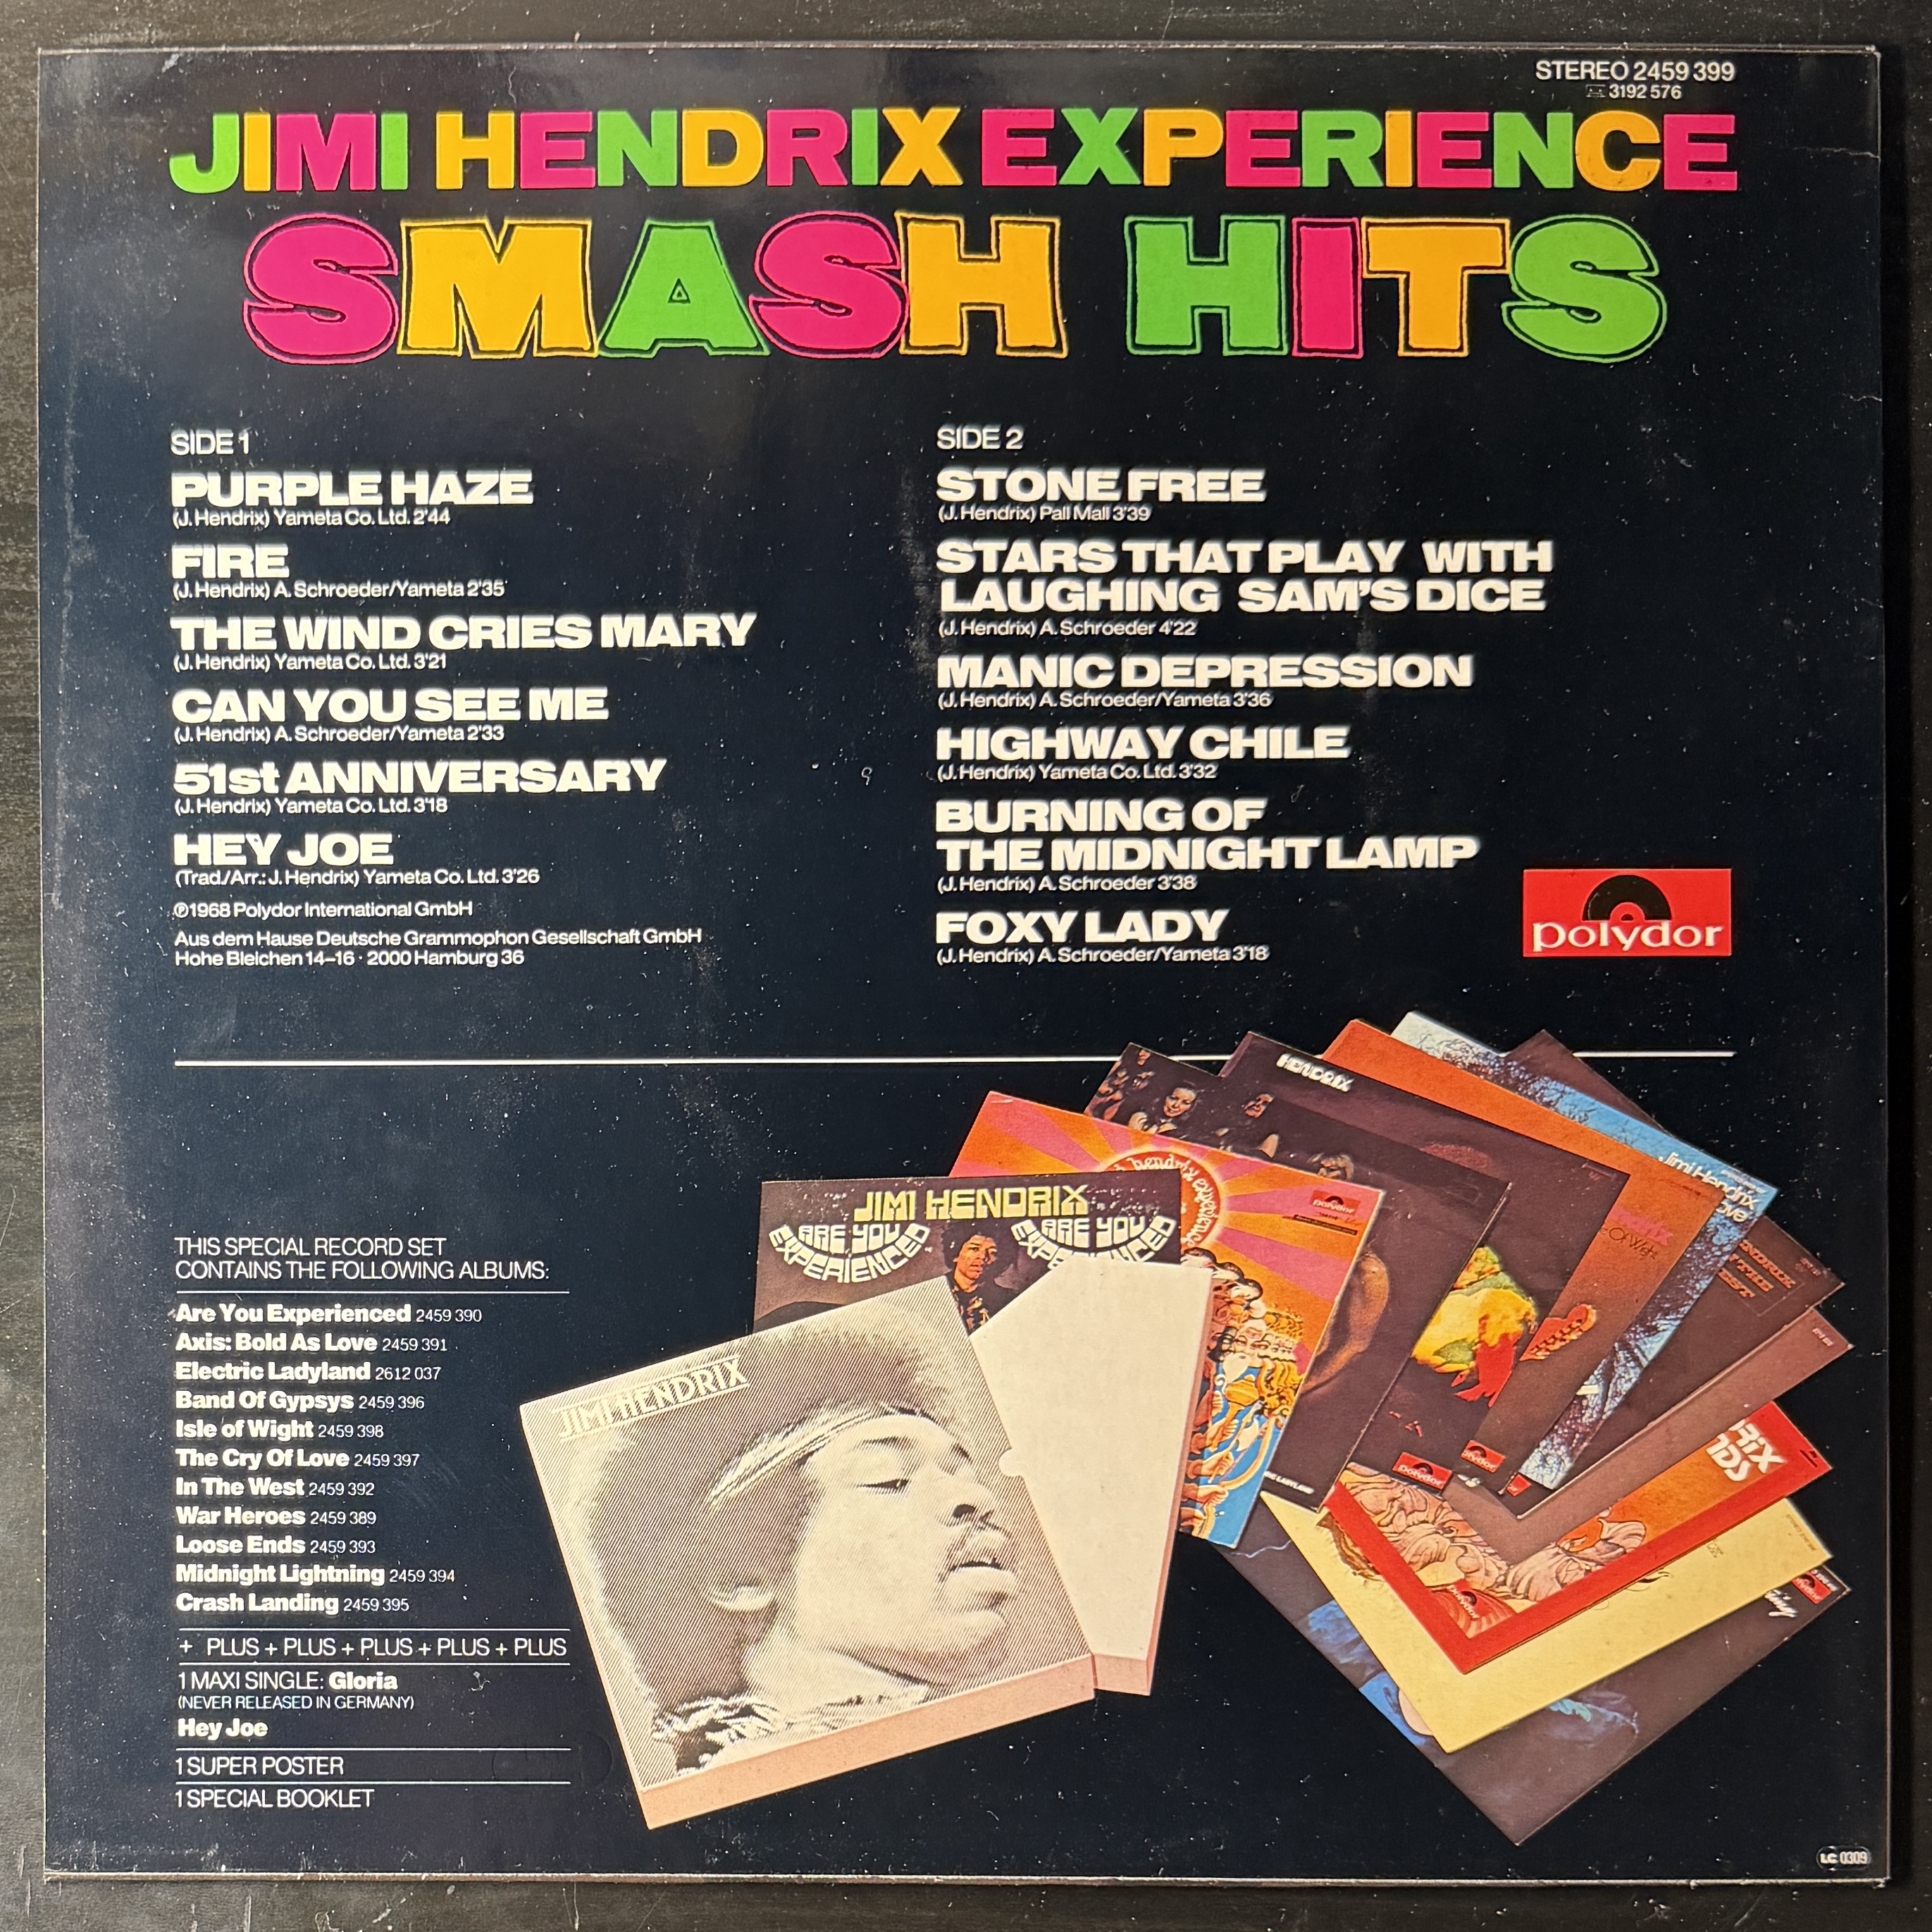 STEREO 2459 399
3192 576
JIMI HENDRIX EXPERIENCE
SMASH HITS
SIDE 1
PURPLE HAZE
(J. Hendrix) Yameta Co. Ltd. 2'44
FIRE
(J. Hendrix) A. Schroeder/Yameta 2'35
THE WIND CRIES MARY
(J. Hendrix) Yameta Co. Ltd. 3'21
CAN YOU SEE ME
(J. Hendrix) A. Schroeder/Yameta 2'33
51st ANNIVERSARY
(J. Hendrix) Yameta Co. Ltd. 3'18
HEY JOE
(Trad./Arr.: J. Hendrix) Yameta Co. Ltd. 3'26
℗1968 Polydor International GmbH
Aus dem Hause Deutsche Grammophon Gesellschaft GmbH
Hohe Bleichen 14–16 · 2000 Hamburg 36
SIDE 2
STONE FREE
(J. Hendrix) Pall Mall 3'39
STARS THAT PLAY WITH
LAUGHING SAM'S DICE
(J. Hendrix) A. Schroeder 4'22
MANIC DEPRESSION
(J. Hendrix) A. Schroeder/Yameta 3'36
HIGHWAY CHILE
(J. Hendrix) Yameta Co. Ltd. 3'32
BURNING OF
THE MIDNIGHT LAMP
(J. Hendrix) A. Schroeder 3'38
FOXY LADY
(J. Hendrix) A. Schroeder/Yameta 3'18
polydor
THIS SPECIAL RECORD SET
CONTAINS THE FOLLOWING ALBUMS:
Are You Experienced 2459 390
Axis: Bold As Love 2459 391
Electric Ladyland 2612 037
Band Of Gypsys 2459 396
Isle of Wight 2459 398
The Cry Of Love 2459 397
In The West 2459 392
War Heroes 2459 389
Loose Ends 2459 393
Midnight Lightning 2459 394
Crash Landing 2459 395
+ PLUS + PLUS + PLUS + PLUS + PLUS
1 MAXI SINGLE: Gloria
(NEVER RELEASED IN GERMANY)
Hey Joe
1 SUPER POSTER
1 SPECIAL BOOKLET
JIMI HENDRIX
ARE YOU EXPERIENCED
ARE YOU EXPERIENCED
JIMI HENDRIX
hendrix
polydor
HENDRIX
Of Wight
Jimi Hendrix
polydor
polydor
LC 0309